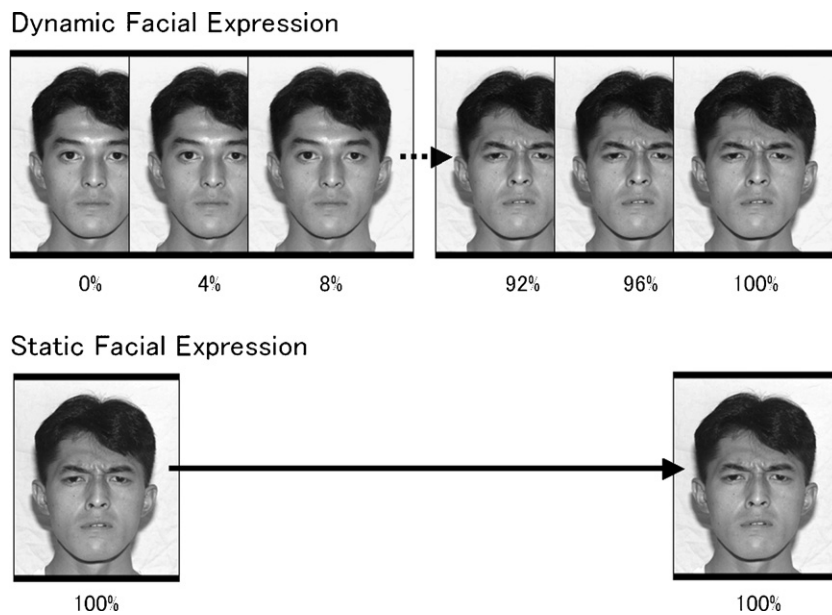 Dynamic Facial Expression
0% 4% 8% 92% 96% 100%
Static Facial Expression
100% 100%